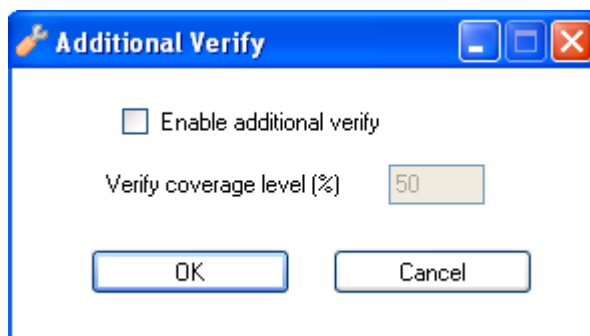 Additional Verify
Enable additional verify
Verify coverage level (%) 50
OK Cancel